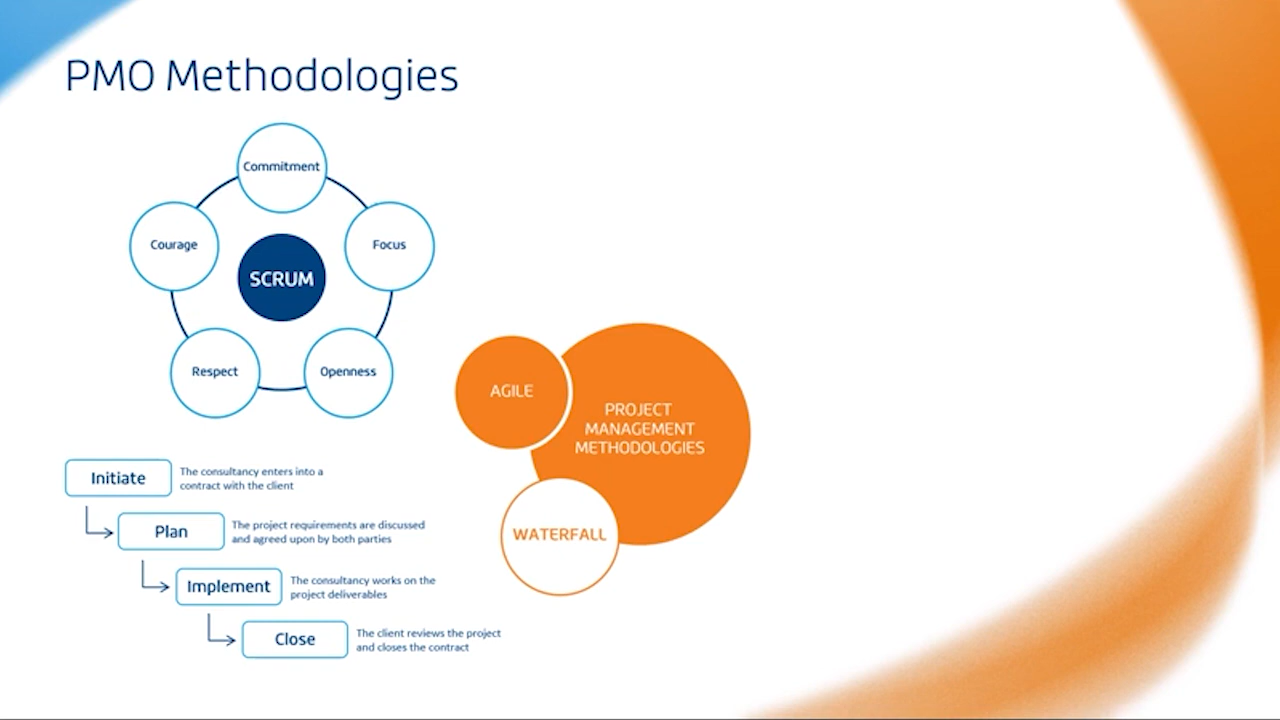 PMO Methodologies
Commitment
Courage
Focus
SCRUM
Respect
Openness
AGILE
PROJECT
MANAGEMENT
METHODOLOGIES
WATERFALL
Initiate
The consultancy enters into a
contract with the client
Plan
The project requirements are discussed
and agreed upon by both parties
Implement
The consultancy works on the
project deliverables
Close
The client reviews the project
and closes the contract